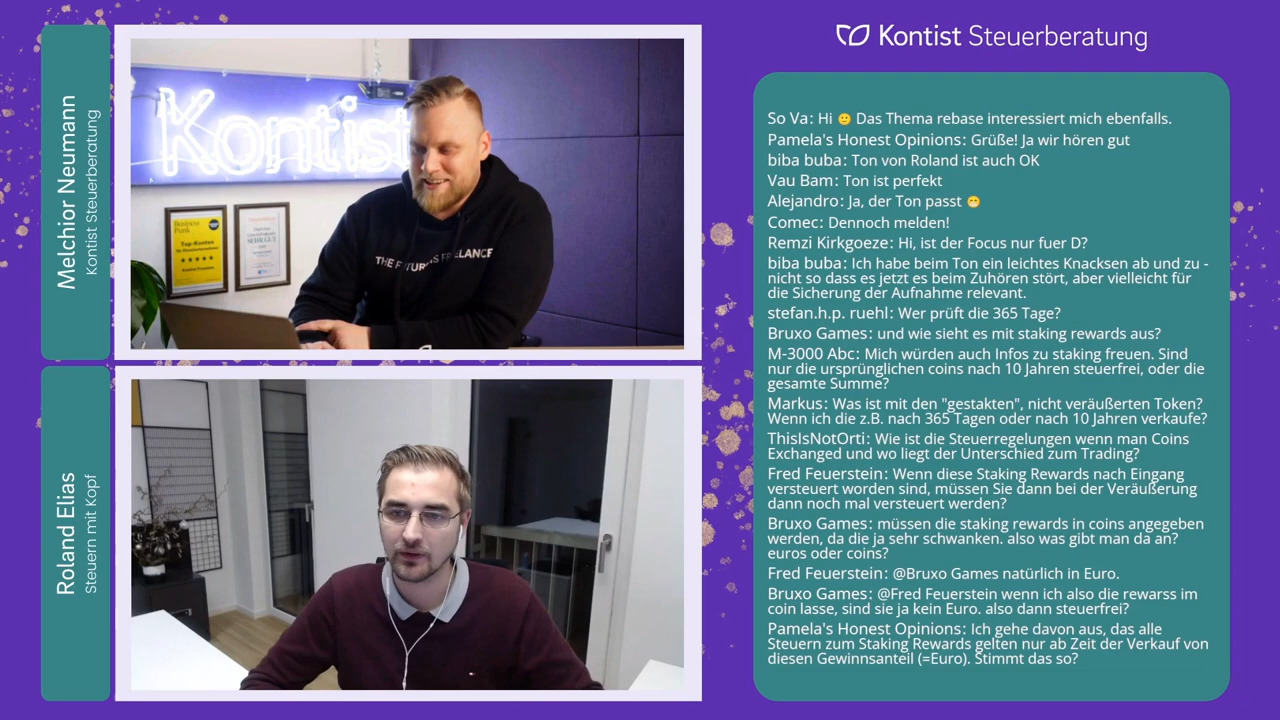 Melchior Neumann
Kontist Steuerberatung
Kontist
Business Punk
Top-Konten
SEHR GUT
THE FUTURE IS FREELANCE
Roland Elias
Steuern mit Kopf
Kontist Steuerberatung
So Va: Hi 🙂 Das Thema rebase interessiert mich ebenfalls.
Pamela's Honest Opinions: Grüße! Ja wir hören gut
biba buba: Ton von Roland ist auch OK
Vau Bam: Ton ist perfekt
Alejandro: Ja, der Ton passt 😁
Comec: Dennoch melden!
Remzi Kirkgoeze: Hi, ist der Focus nur fuer D?
biba buba: Ich habe beim Ton ein leichtes Knacksen ab und zu -
nicht so dass es jetzt es beim Zuhören stört, aber vielleicht für
die Sicherung der Aufnahme relevant.
stefan.h.p. ruehl: Wer prüft die 365 Tage?
Bruxo Games: und wie sieht es mit staking rewards aus?
M-3000 Abc: Mich würden auch Infos zu staking freuen. Sind
nur die ursprünglichen coins nach 10 Jahren steuerfrei, oder die
gesamte Summe?
Markus: Was ist mit den "gestakten", nicht veräußerten Token?
Wenn ich die z.B. nach 365 Tagen oder nach 10 Jahren verkaufe?
ThisIsNotOrti: Wie ist die Steuerregelungen wenn man Coins
Exchanged und wo liegt der Unterschied zum Trading?
Fred Feuerstein: Wenn diese Staking Rewards nach Eingang
versteuert worden sind, müssen Sie dann bei der Veräußerung
dann noch mal versteuert werden?
Bruxo Games: müssen die staking rewards in coins angegeben
werden, da die ja sehr schwanken. also was gibt man da an?
euros oder coins?
Fred Feuerstein: @Bruxo Games natürlich in Euro.
Bruxo Games: @Fred Feuerstein wenn ich also die rewarss im
coin lasse, sind sie ja kein Euro. also dann steuerfrei?
Pamela's Honest Opinions: Ich gehe davon aus, das alle
Steuern zum Staking Rewards gelten nur ab Zeit der Verkauf von
diesen Gewinnsanteil (=Euro). Stimmt das so?